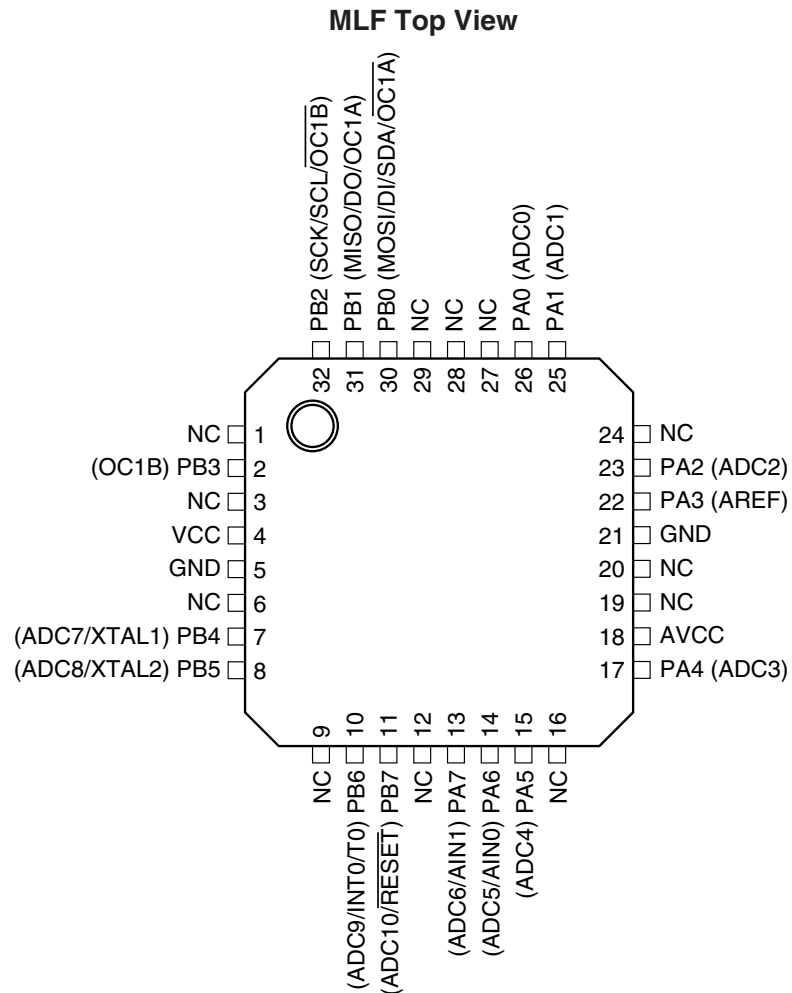 MLF Top View
PB2 (SCK/SCL/OC1B)
PB1 (MISO/DO/OC1A)
PB0 (MOSI/DI/SDA/OC1A)
NC
NC
NC
PA0 (ADC0)
PA1 (ADC1)
32
31
30
29
28
27
26
25
NC 1
(OC1B) PB3 2
NC 3
VCC 4
GND 5
NC 6
(ADC7/XTAL1) PB4 7
(ADC8/XTAL2) PB5 8
24 NC
23 PA2 (ADC2)
22 PA3 (AREF)
21 GND
20 NC
19 NC
18 AVCC
17 PA4 (ADC3)
9
10
11
12
13
14
15
16
NC
(ADC9/INT0/T0) PB6
(ADC10/RESET) PB7
NC
(ADC6/AIN1) PA7
(ADC5/AIN0) PA6
(ADC4) PA5
NC